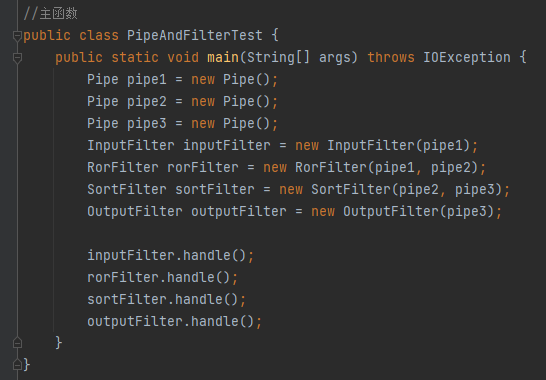 //主函数
public class PipeAndFilterTest {
    public static void main(String[] args) throws IOException {
        Pipe pipe1 = new Pipe();
        Pipe pipe2 = new Pipe();
        Pipe pipe3 = new Pipe();
        InputFilter inputFilter = new InputFilter(pipe1);
        RorFilter rorFilter = new RorFilter(pipe1, pipe2);
        SortFilter sortFilter = new SortFilter(pipe2, pipe3);
        OutputFilter outputFilter = new OutputFilter(pipe3);

        inputFilter.handle();
        rorFilter.handle();
        sortFilter.handle();
        outputFilter.handle();
    }
}